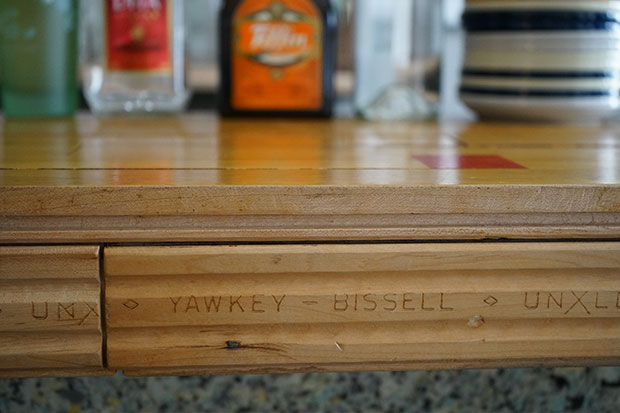 UNX ◇ YAWKEY – BISSELL ◇ UNXL